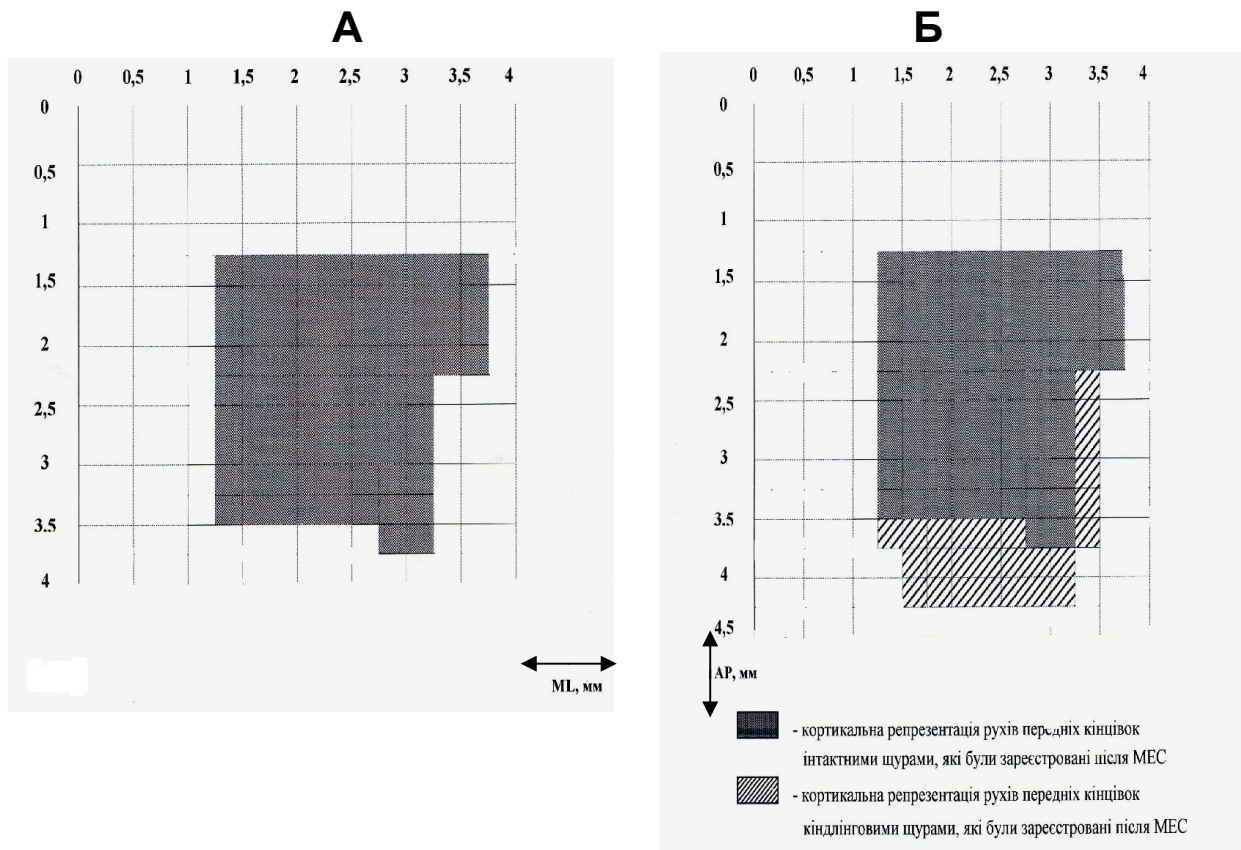 А
Б
0 0,5 1 1,5 2 2,5 3 3,5 4
0
0,5
1
1,5
2
2,5
3
3.5
4
ML, мм
0 0,5 1 1,5 2 2,5 3 3,5 4
0
0,5
1
1,5
2
2,5
3
3.5
4
4,5
AP, мм
- кортикальна репрезентація рухів передніх кінцівок
інтактними щурами, які були зареєстровані після МЕС
- кортикальна репрезентація рухів передніх кінцівок
кіндлінговими щурами, які були зареєстровані після МЕС